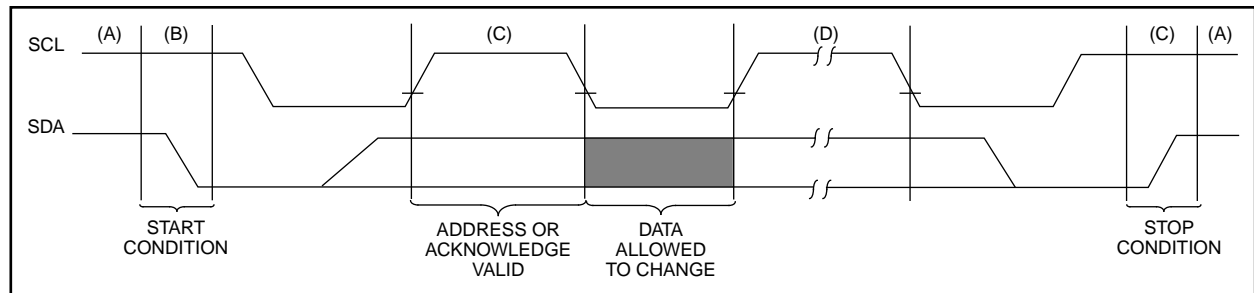 (A) (B) (C) (D) (C) (A)
SCL
SDA
START
CONDITION
ADDRESS OR
ACKNOWLEDGE
VALID
DATA
ALLOWED
TO CHANGE
STOP
CONDITION